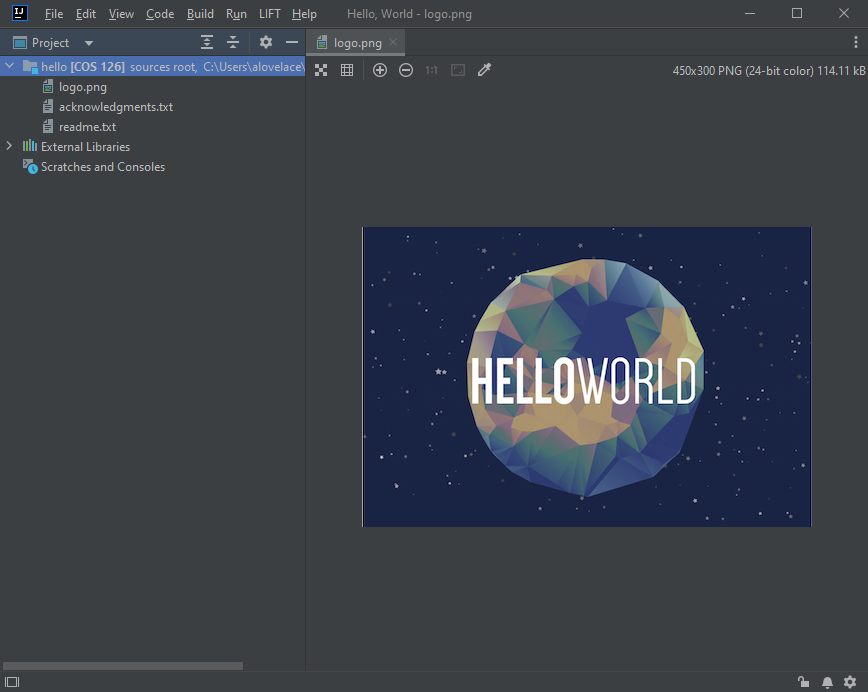 IJ File Edit View Code Build Run LIFT Help Hello, World - logo.png
Project
logo.png
hello [COS 126] sources root, C:\Users\alovelace\
1:1
450x300 PNG (24-bit color) 114.11 kB
logo.png
acknowledgments.txt
readme.txt
External Libraries
Scratches and Consoles
HELLOWORLD